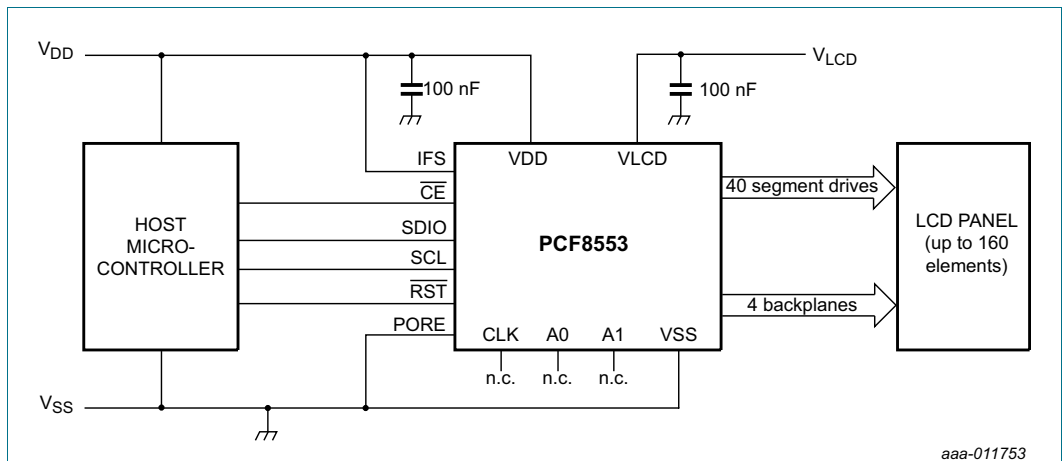 VDD
VLCD
100 nF
100 nF
IFS
VDD
VLCD
CE
40 segment drives
HOST
MICRO-
CONTROLLER
SDIO
PCF8553
LCD PANEL
(up to 160
elements)
SCL
RST
4 backplanes
PORE
CLK
A0
A1
VSS
n.c.
n.c.
n.c.
VSS
aaa-011753